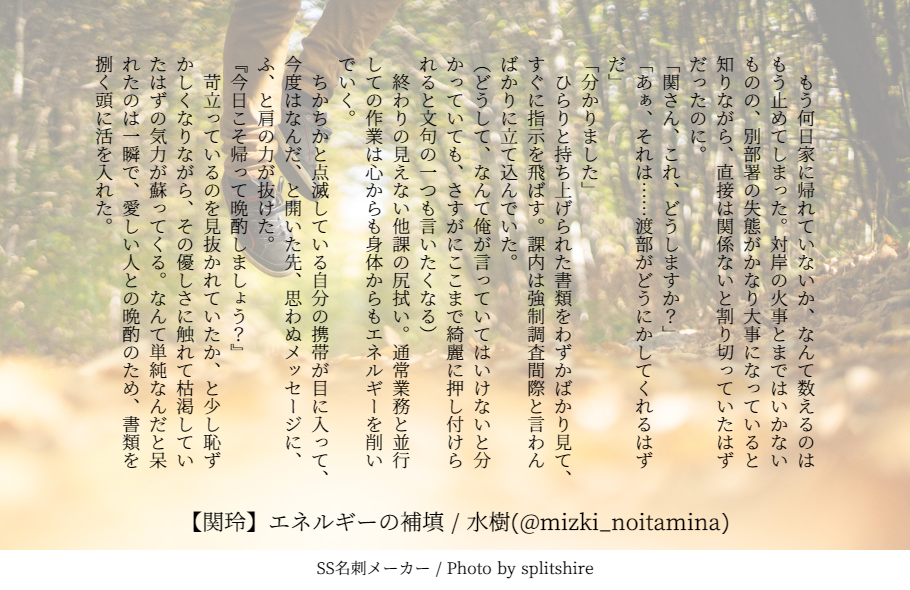 もう何日家に帰れていないか、なんて数えるのは
もう止めてしまった。対岸の火事とまではいかない
ものの、別部署の失態がかなり大事になっていると
知りながら、直接は関係ないと割り切っていたはず
だったのに。
「関さん、これ、どうしますか？」
「あぁ、それは……渡部がどうにかしてくれるはず
だ」
「分かりました」
ひらりと持ち上げられた書類をわずかばかり見て、
すぐに指示を飛ばす。課内は強制調査間際と言わん
ばかりに立て込んでいた。
（どうして、なんて俺が言っていてはいけないと分
かっていても、さすがにここまで綺麗に押し付けら
れると文句の一つも言いたくなる）
終わりの見えない他課の尻拭い。通常業務と並行
しての作業は心からも身体からもエネルギーを削い
でいく。
ちかちかと点滅している自分の携帯が目に入って、
今度はなんだ、と開いた先、思わぬメッセージに、
ふ、と肩の力が抜けた。
『今日こそ帰って晩酌しましょう？』
苛立っているのを見抜かれていたか、と少し恥ず
かしくなりながら、その優しさに触れて枯渇してい
たはずの気力が蘇ってくる。なんて単純なんだと呆
れたのは一瞬で、愛しい人との晩酌のため、書類を
捌く頭に活を入れた。
【関玲】エネルギーの補填 / 水樹(@mizki_noitamina)
SS名刺メーカー / Photo by splitshire